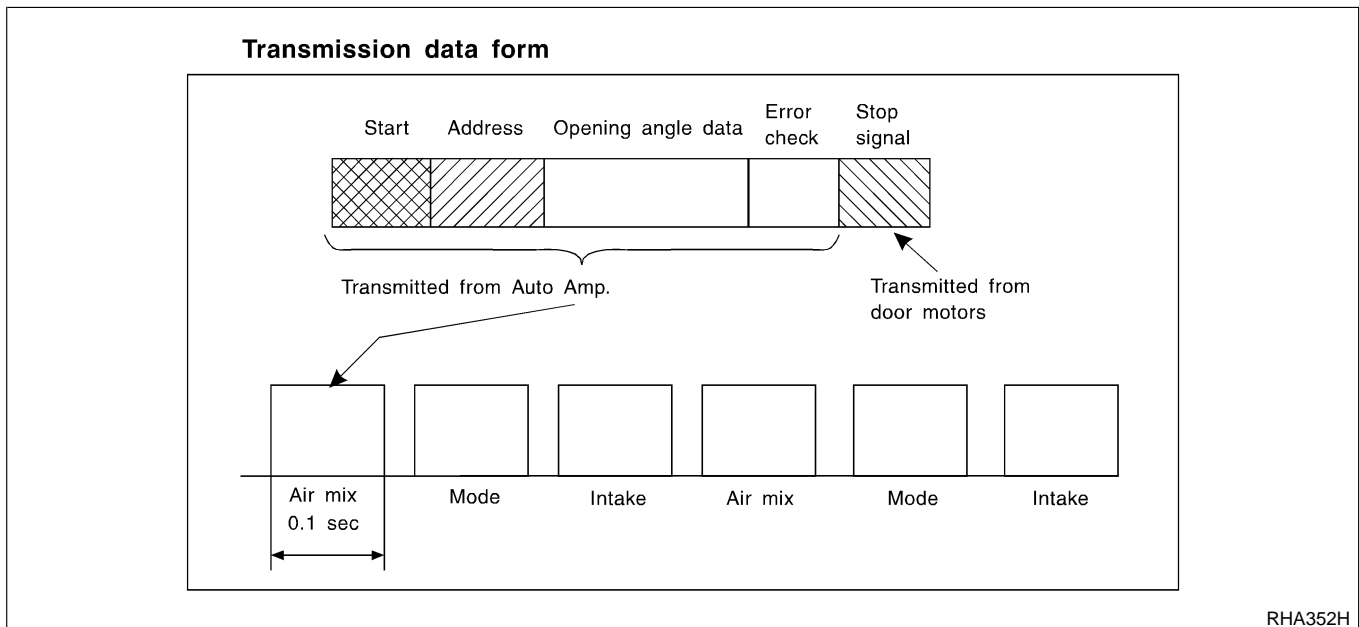 Transmission data form
Start Address Opening angle data Error check Stop signal
Transmitted from Auto Amp.
Transmitted from
door motors
Air mix Mode Intake Air mix Mode Intake
0.1 sec
RHA352H